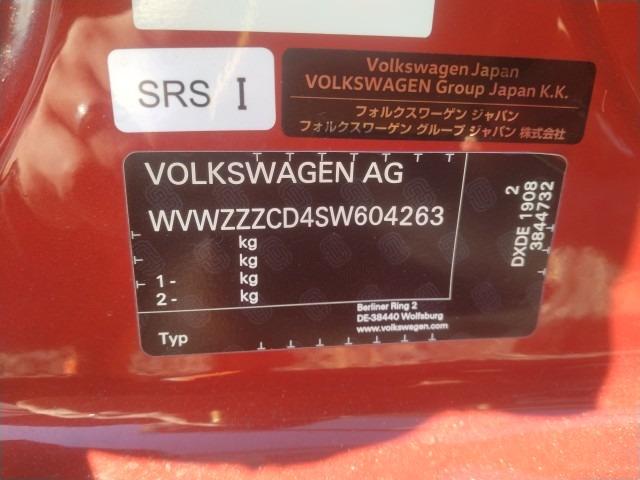 SRS I
Volkswagen Japan
VOLKSWAGEN Group Japan K.K.
フォルクスワーゲン ジャパン
フォルクスワーゲン グループ ジャパン 株式会社
VOLKSWAGEN AG
WVWZZZCD4SW604263
kg
kg
1 - kg
2 - kg
Typ
Berliner Ring 2
DE-38440 Wolfsburg
www.volkswagen.com
2
DXDE 1908
3844732